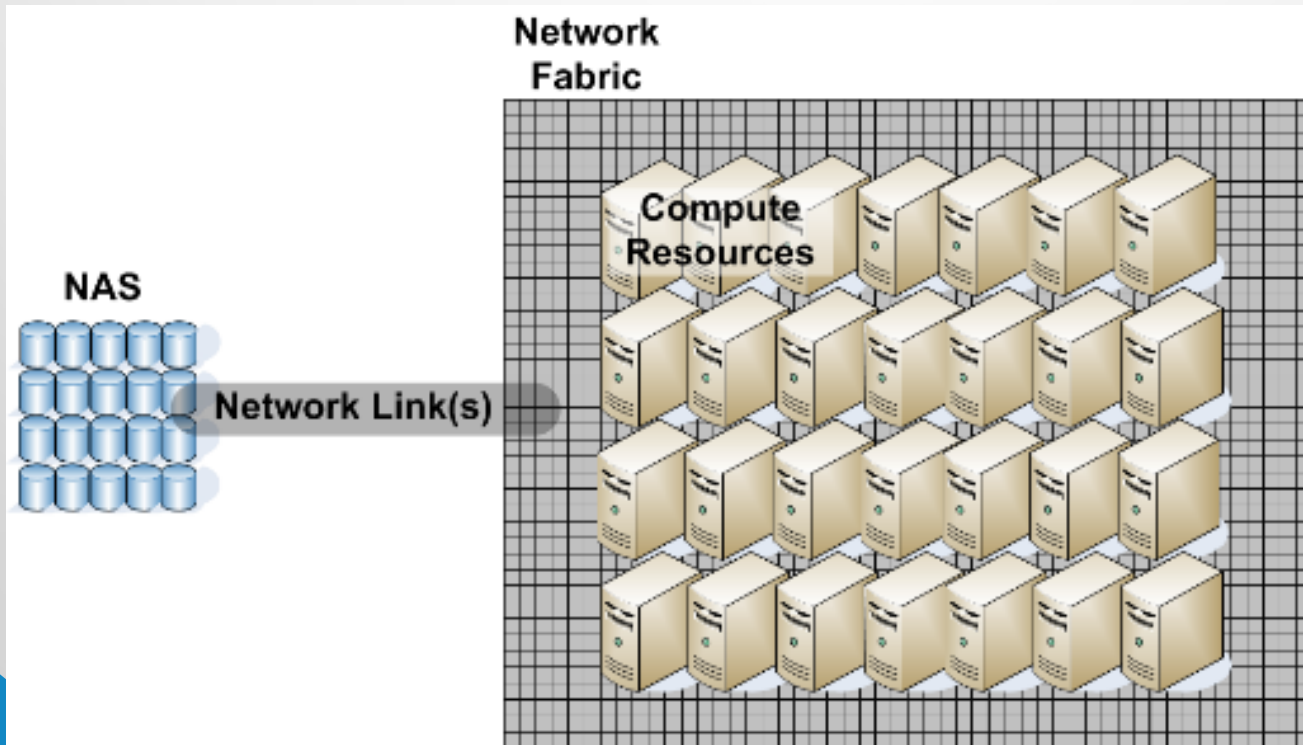 Network
Fabric
Compute
Resources
NAS
Network Link(s)